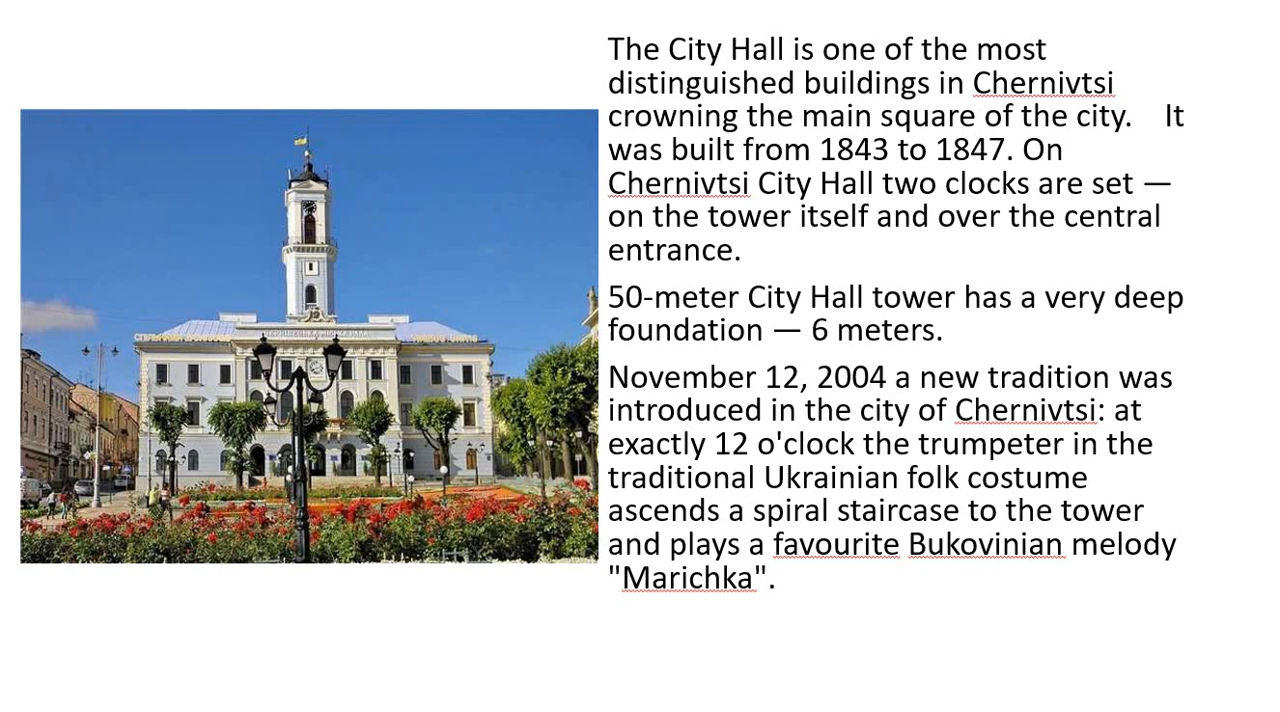 The City Hall is one of the most
distinguished buildings in Chernivtsi
crowning the main square of the city.    It
was built from 1843 to 1847. On
Chernivtsi City Hall two clocks are set —
on the tower itself and over the central
entrance.
50-meter City Hall tower has a very deep
foundation — 6 meters.
November 12, 2004 a new tradition was
introduced in the city of Chernivtsi: at
exactly 12 o'clock the trumpeter in the
traditional Ukrainian folk costume
ascends a spiral staircase to the tower
and plays a favourite Bukovinian melody
"Marichka".